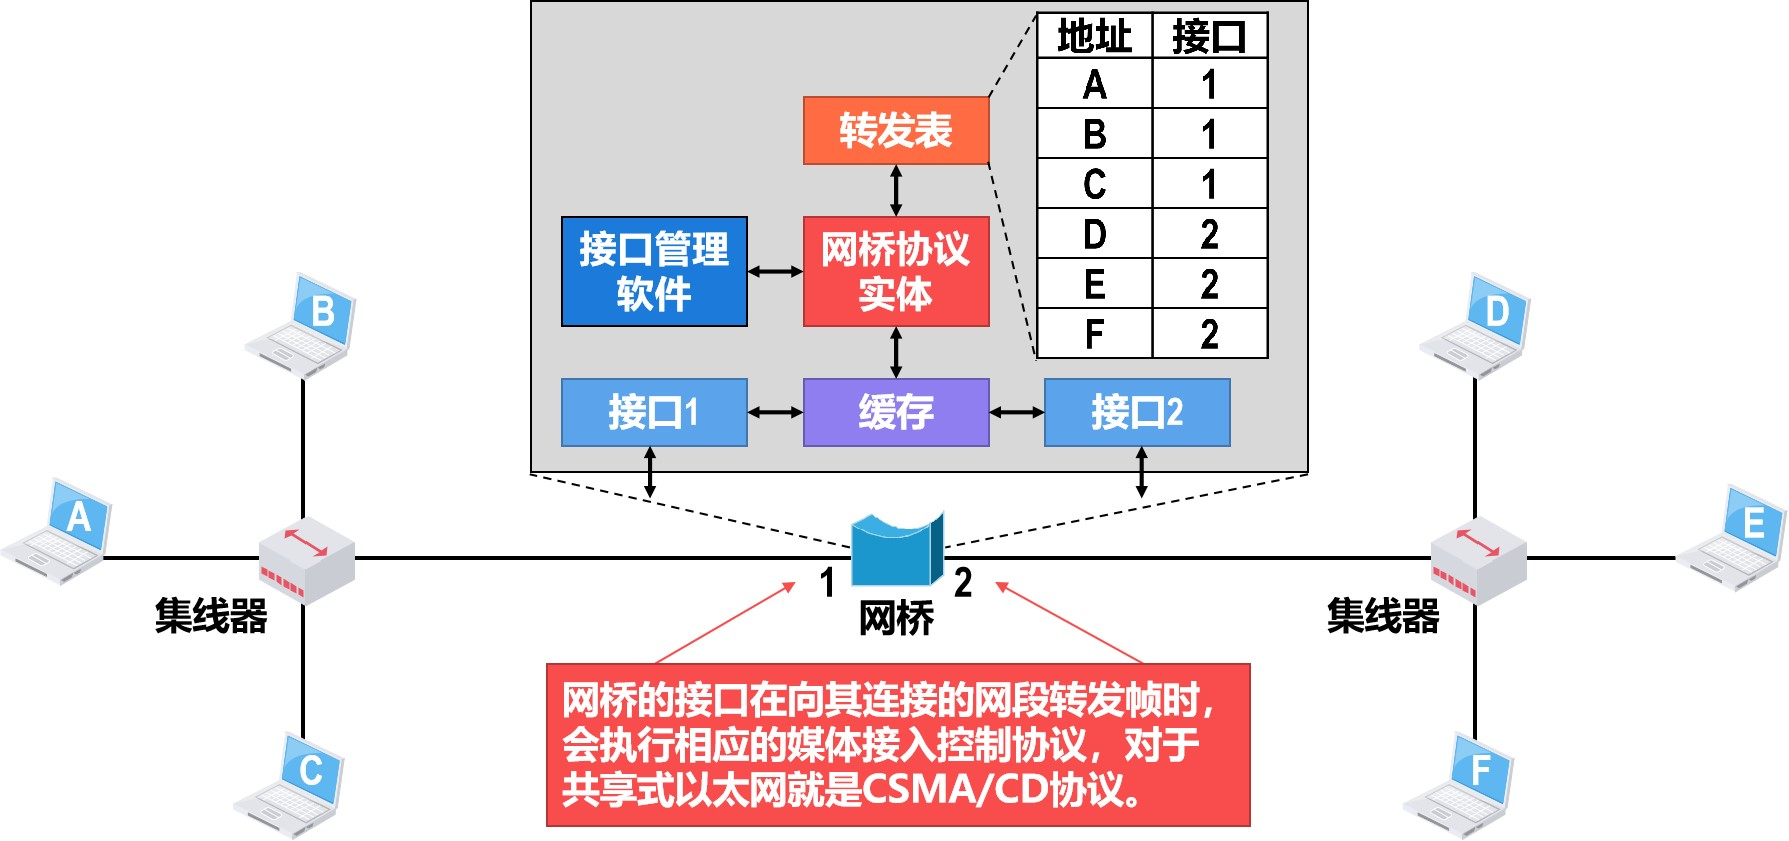 地址 接口
A 1
B 1
C 1
D 2
E 2
F 2
转发表
接口管理
软件
网桥协议
实体
接口1
缓存
接口2
B
D
A
E
集线器
1
2
网桥
集线器
C
F
网桥的接口在向其连接的网段转发帧时，
会执行相应的媒体接入控制协议，对于
共享式以太网就是CSMA/CD协议。